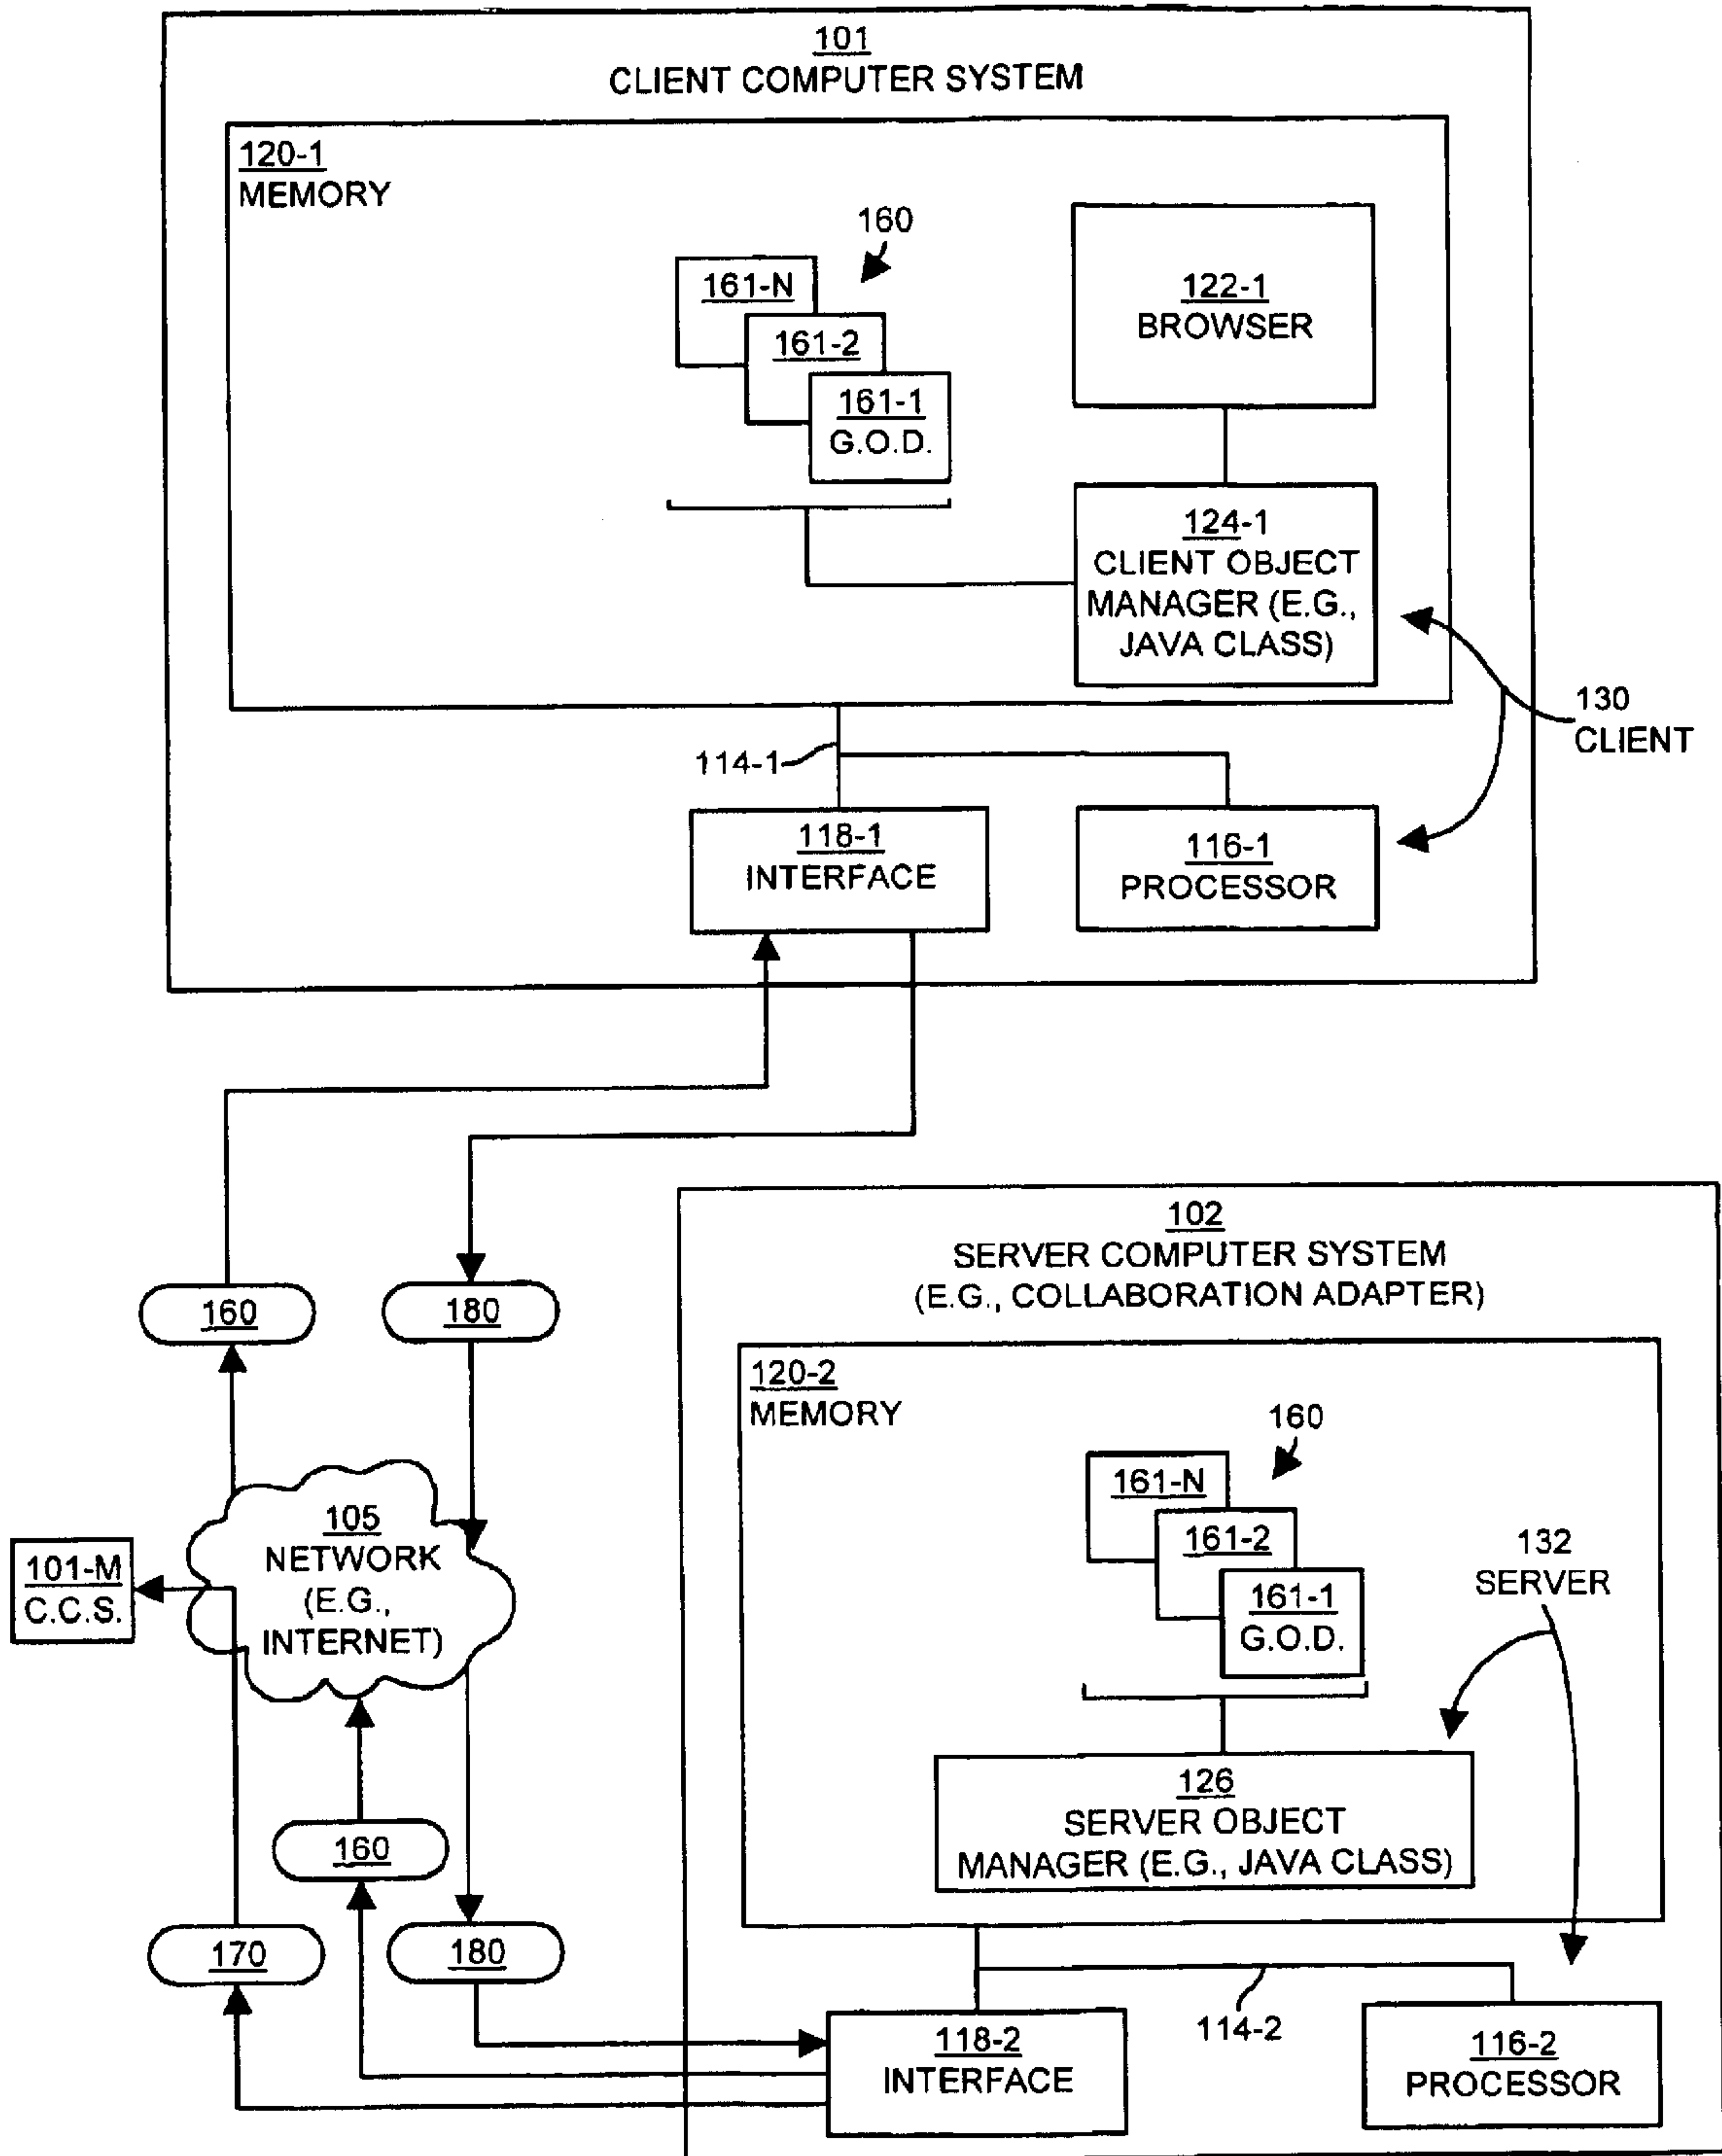 101
CLIENT COMPUTER SYSTEM
120-1
MEMORY
160
161-N
161-2
161-1
G.O.D.
122-1
BROWSER
124-1
CLIENT OBJECT
MANAGER (E.G.,
JAVA CLASS)
130
CLIENT
114-1
118-1
INTERFACE
116-1
PROCESSOR
160
180
102
SERVER COMPUTER SYSTEM
(E.G., COLLABORATION ADAPTER)
120-2
MEMORY
160
161-N
161-2
161-1
G.O.D.
132
SERVER
105
NETWORK
(E.G.,
INTERNET)
101-M
C.C.S.
126
SERVER OBJECT
MANAGER (E.G., JAVA CLASS)
160
170
180
114-2
118-2
INTERFACE
116-2
PROCESSOR